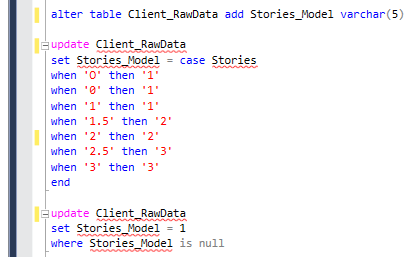 alter table Client_RawData add Stories_Model varchar(5)
update Client_RawData
set Stories_Model = case Stories
when 'O' then '1'
when '0' then '1'
when '1' then '1'
when '1.5' then '2'
when '2' then '2'
when '2.5' then '3'
when '3' then '3'
end
update Client_RawData
set Stories_Model = 1
where Stories_Model is null